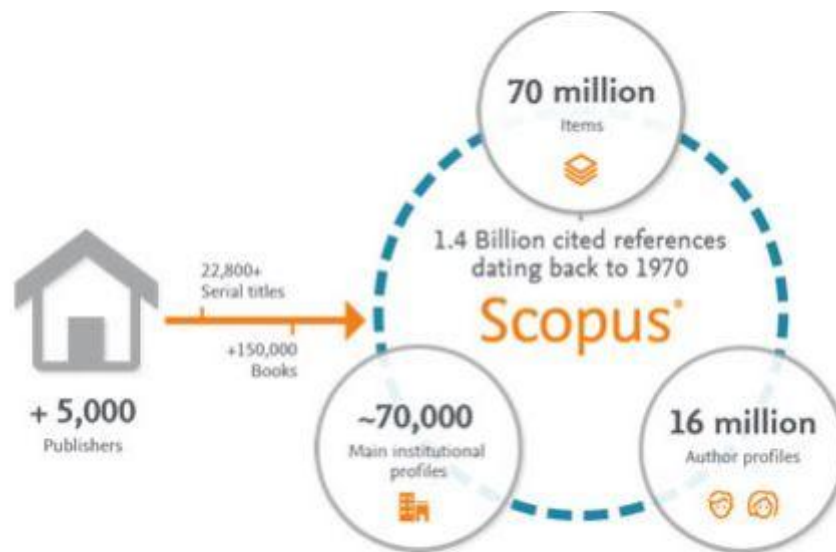 70 million
Items
1.4 Billion cited references
dating back to 1970
Scopus®
22,800+
Serial titles
+150,000
Books
+ 5,000
Publishers
~70,000
Main institutional
profiles
16 million
Author profiles